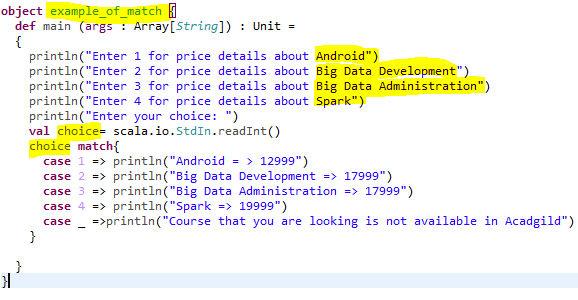 object example_of_match {
  def main (args : Array[String]) : Unit =
  {
    println("Enter 1 for price details about Android")
    println("Enter 2 for price details about Big Data Development")
    println("Enter 3 for price details about Big Data Administration")
    println("Enter 4 for price details about Spark")
    println("Enter your choice: ")
    val choice= scala.io.StdIn.readInt()
    choice match{
      case 1 => println("Android = > 12999")
      case 2 => println("Big Data Development => 17999")
      case 3 => println("Big Data Administration => 17999")
      case 4 => println("Spark => 19999")
      case _ =>println("Course that you are looking is not available in Acadgild")
    }
  }
}